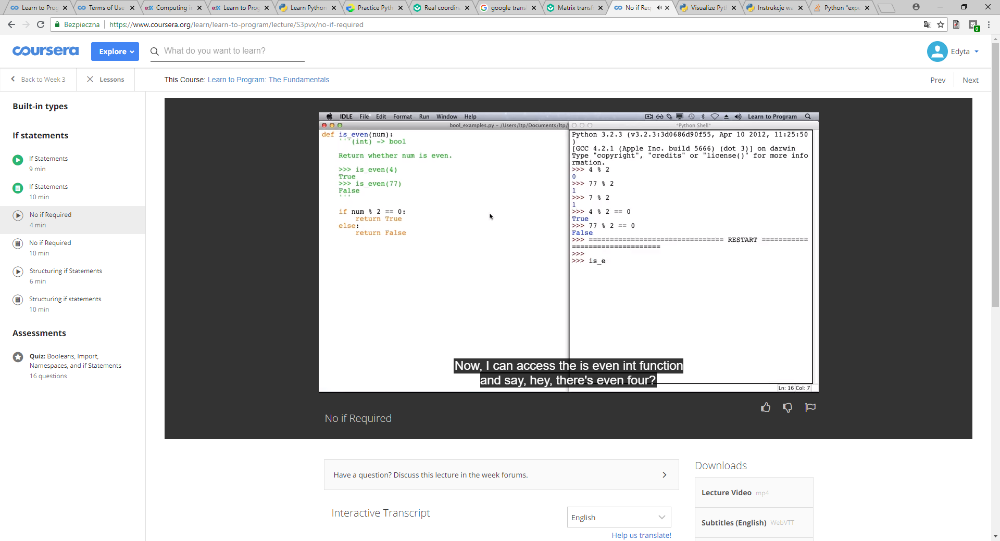 Learn to Prog
Terms of Use
Computing in
Learn to Prog
Learn Python
Practice Pyth
Real coordin
google trans
Matrix transf
No if Req
Visualize Pyt
Instrukcje wa
Python "expe
Bezpieczna
https://www.coursera.org/learn/learn-to-program/lecture/S3pvx/no-if-required
0
coursera
Explore
What do you want to learn?
Edyta
Back to Week 3
Lessons
This Course: Learn to Program: The Fundamentals
Prev
Next
Built-in types
If statements
If Statements
9 min
If Statements
10 min
No if Required
4 min
No if Required
10 min
Structuring if Statements
6 min
Structuring if statements
10 min
Assessments
Quiz: Booleans, Import,
Namespaces, and if Statements
16 questions
IDLE File Edit Format Run Window Help
Learn to Program
bool_examples.py - /Users/ltp/Documents/ltp/
def is_even(num):
'''(int) -> bool
Return whether num is even.
>>> is_even(4)
True
>>> is_even(77)
False
'''
if num % 2 == 0:
return True
else:
return False
*Python Shell*
Python 3.2.3 (v3.2.3:3d0686d90f55, Apr 10 2012, 11:25:50
)
[GCC 4.2.1 (Apple Inc. build 5666) (dot 3)] on darwin
Type "copyright", "credits" or "license()" for more info
rmation.
>>> 4 % 2
0
>>> 77 % 2
1
>>> 7 % 2
1
>>> 4 % 2 == 0
True
>>> 77 % 2 == 0
False
>>> ================================ RESTART ===========
=====================
>>>
>>> is_e
Ln: 16 Col: 7
Now, I can access the is even int function
and say, hey, there's even four?
No if Required
Have a question? Discuss this lecture in the week forums.
Interactive Transcript
English
Help us translate!
Downloads
Lecture Video mp4
Subtitles (English) WebVTT